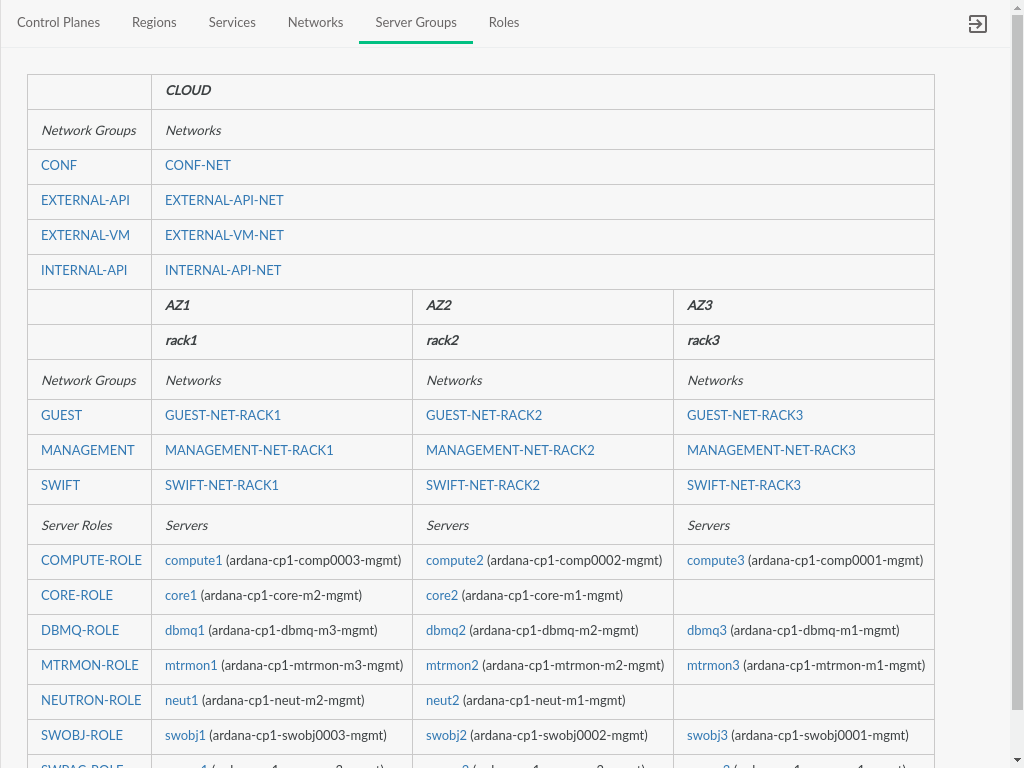 Control Planes Regions Services Networks Server Groups Roles
CLOUD
Network Groups Networks
CONF CONF-NET
EXTERNAL-API EXTERNAL-API-NET
EXTERNAL-VM EXTERNAL-VM-NET
INTERNAL-API INTERNAL-API-NET
AZ1 AZ2 AZ3
rack1 rack2 rack3
Network Groups Networks Networks Networks
GUEST GUEST-NET-RACK1 GUEST-NET-RACK2 GUEST-NET-RACK3
MANAGEMENT MANAGEMENT-NET-RACK1 MANAGEMENT-NET-RACK2 MANAGEMENT-NET-RACK3
SWIFT SWIFT-NET-RACK1 SWIFT-NET-RACK2 SWIFT-NET-RACK3
Server Roles Servers Servers Servers
COMPUTE-ROLE compute1 (ardana-cp1-comp0003-mgmt) compute2 (ardana-cp1-comp0002-mgmt) compute3 (ardana-cp1-comp0001-mgmt)
CORE-ROLE core1 (ardana-cp1-core-m2-mgmt) core2 (ardana-cp1-core-m1-mgmt)
DBMQ-ROLE dbmq1 (ardana-cp1-dbmq-m3-mgmt) dbmq2 (ardana-cp1-dbmq-m2-mgmt) dbmq3 (ardana-cp1-dbmq-m1-mgmt)
MTRMON-ROLE mtrmon1 (ardana-cp1-mtrmon-m3-mgmt) mtrmon2 (ardana-cp1-mtrmon-m2-mgmt) mtrmon3 (ardana-cp1-mtrmon-m1-mgmt)
NEUTRON-ROLE neut1 (ardana-cp1-neut-m2-mgmt) neut2 (ardana-cp1-neut-m1-mgmt)
SWOBJ-ROLE swobj1 (ardana-cp1-swobj0003-mgmt) swobj2 (ardana-cp1-swobj0002-mgmt) swobj3 (ardana-cp1-swobj0001-mgmt)